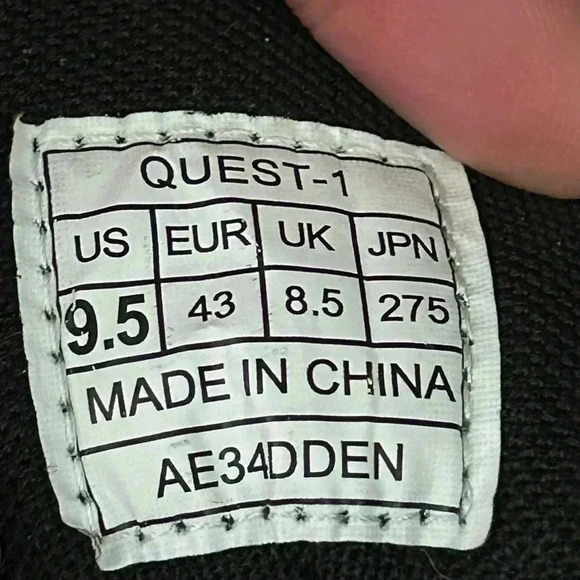 QUEST-1
US EUR UK JPN
9.5 43 8.5 275
MADE IN CHINA
AE34DDEN